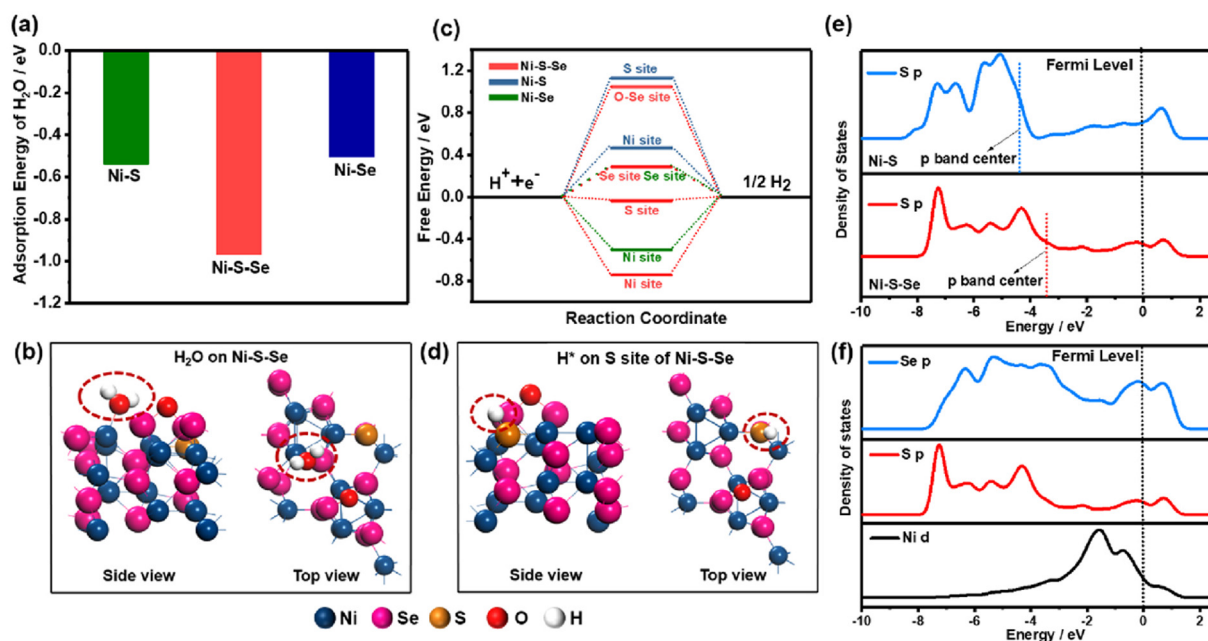 (a)
Adsorption Energy of H₂O / eV
0.0
-0.2
-0.4
-0.6
-0.8
-1.0
-1.2
Ni-S
Ni-S-Se
Ni-Se
(c)
Free Energy / eV
1.2
0.8
0.4
0.0
-0.4
-0.8
Ni-S-Se
Ni-S
Ni-Se
S site
O-Se site
Ni site
Se site Se site
S site
Ni site
Ni site
H⁺+e⁻
1/2 H₂
Reaction Coordinate
(e)
Density of States
S p
Fermi Level
p band center
Ni-S
S p
p band center
Ni-S-Se
-10 -8 -6 -4 -2 0 2
Energy / eV
(b)
H₂O on Ni-S-Se
Side view
Top view
(d)
H* on S site of Ni-S-Se
Side view
Top view
Ni Se S O H
(f)
Density of states
Se p
Fermi Level
S p
Ni d
-10 -8 -6 -4 -2 0 2
Energy / eV